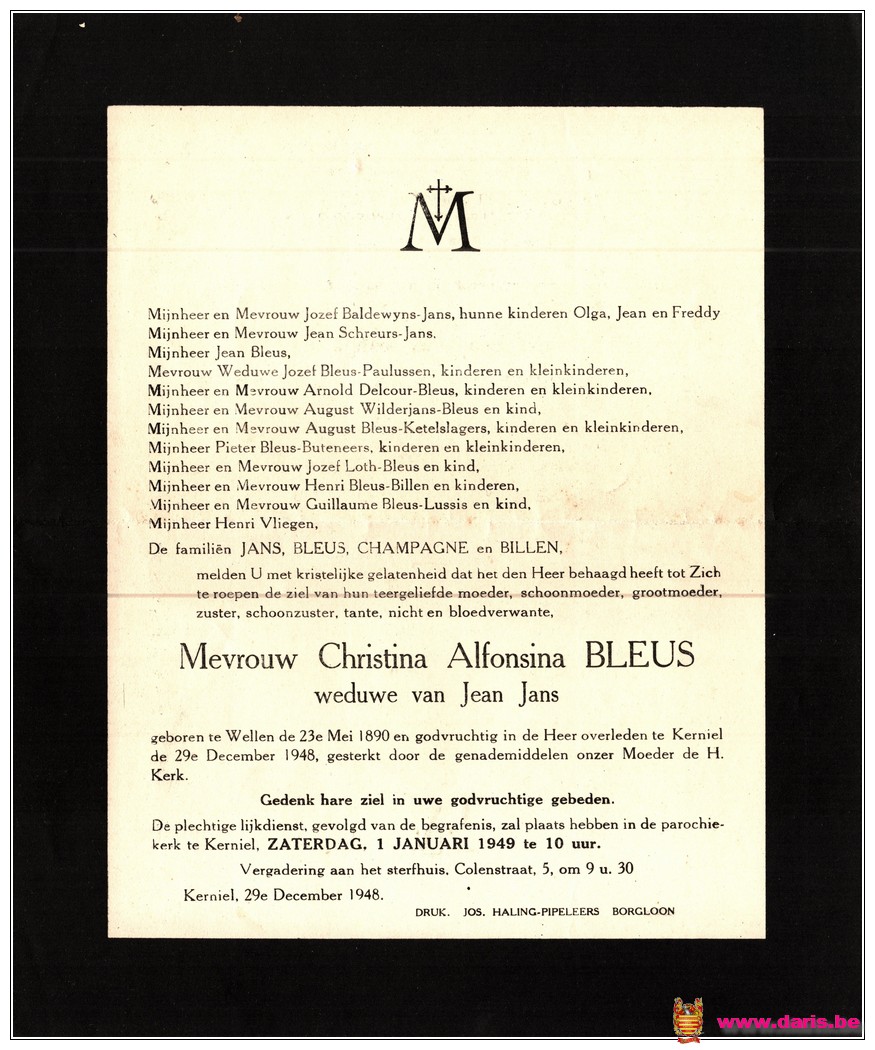 M
Mijnheer en Mevrouw Jozef Baldewyns-Jans, hunne kinderen Olga, Jean en Freddy
Mijnheer en Mevrouw Jean Schreurs-Jans.
Mijnheer Jean Bleus,
Mevrouw Weduwe Jozef Bleus-Paulussen, kinderen en kleinkinderen,
Mijnheer en Mevrouw Arnold Delcour-Bleus, kinderen en kleinkinderen,
Mijnheer en Mevrouw August Wilderjans-Bleus en kind,
Mijnheer en Mevrouw August Bleus-Ketelslagers, kinderen en kleinkinderen,
Mijnheer Pieter Bleus-Buteneers, kinderen en kleinkinderen,
Mijnheer en Mevrouw Jozef Loth-Bleus en kind,
Mijnheer en Mevrouw Henri Bleus-Billen en kinderen,
Mijnheer en Mevrouw Guillaume Bleus-Lussis en kind,
Mijnheer Henri Vliegen,
De familiën JANS, BLEUS, CHAMPAGNE en BILLEN,
melden U met kristelijke gelatenheid dat het den Heer behaagd heeft tot Zich
te roepen de ziel van hun teergeliefde moeder, schoonmoeder, grootmoeder,
zuster, schoonzuster, tante, nicht en bloedverwante,
Mevrouw Christina Alfonsina BLEUS
weduwe van Jean Jans
geboren te Wellen de 23e Mei 1890 en godvruchtig in de Heer overleden te Kerniel
de 29e December 1948, gesterkt door de genademiddelen onzer Moeder de H.
Kerk.
Gedenk hare ziel in uwe godvruchtige gebeden.
De plechtige lijkdienst, gevolgd van de begrafenis, zal plaats hebben in de parochie-
kerk te Kerniel, ZATERDAG, 1 JANUARI 1949 te 10 uur.
Vergadering aan het sterfhuis, Colenstraat, 5, om 9 u. 30
Kerniel, 29e December 1948.
DRUK. JOS. HALING-PIPELEERS BORGLOON
www.daris.be